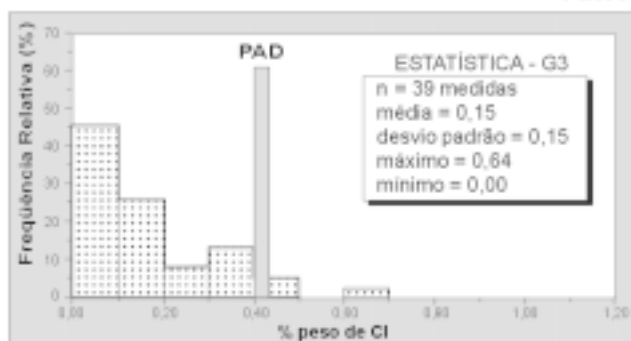 Freqüência Relativa (%)
70
60
50
40
30
20
10
0
PAD
ESTATÍSTICA - G3
n = 39 medidas
média = 0,15
desvio padrão = 0,15
máximo = 0,64
mínimo = 0,00
0,00 0,20 0,40 0,60 0,80 1,00 1,20
% peso de Cl